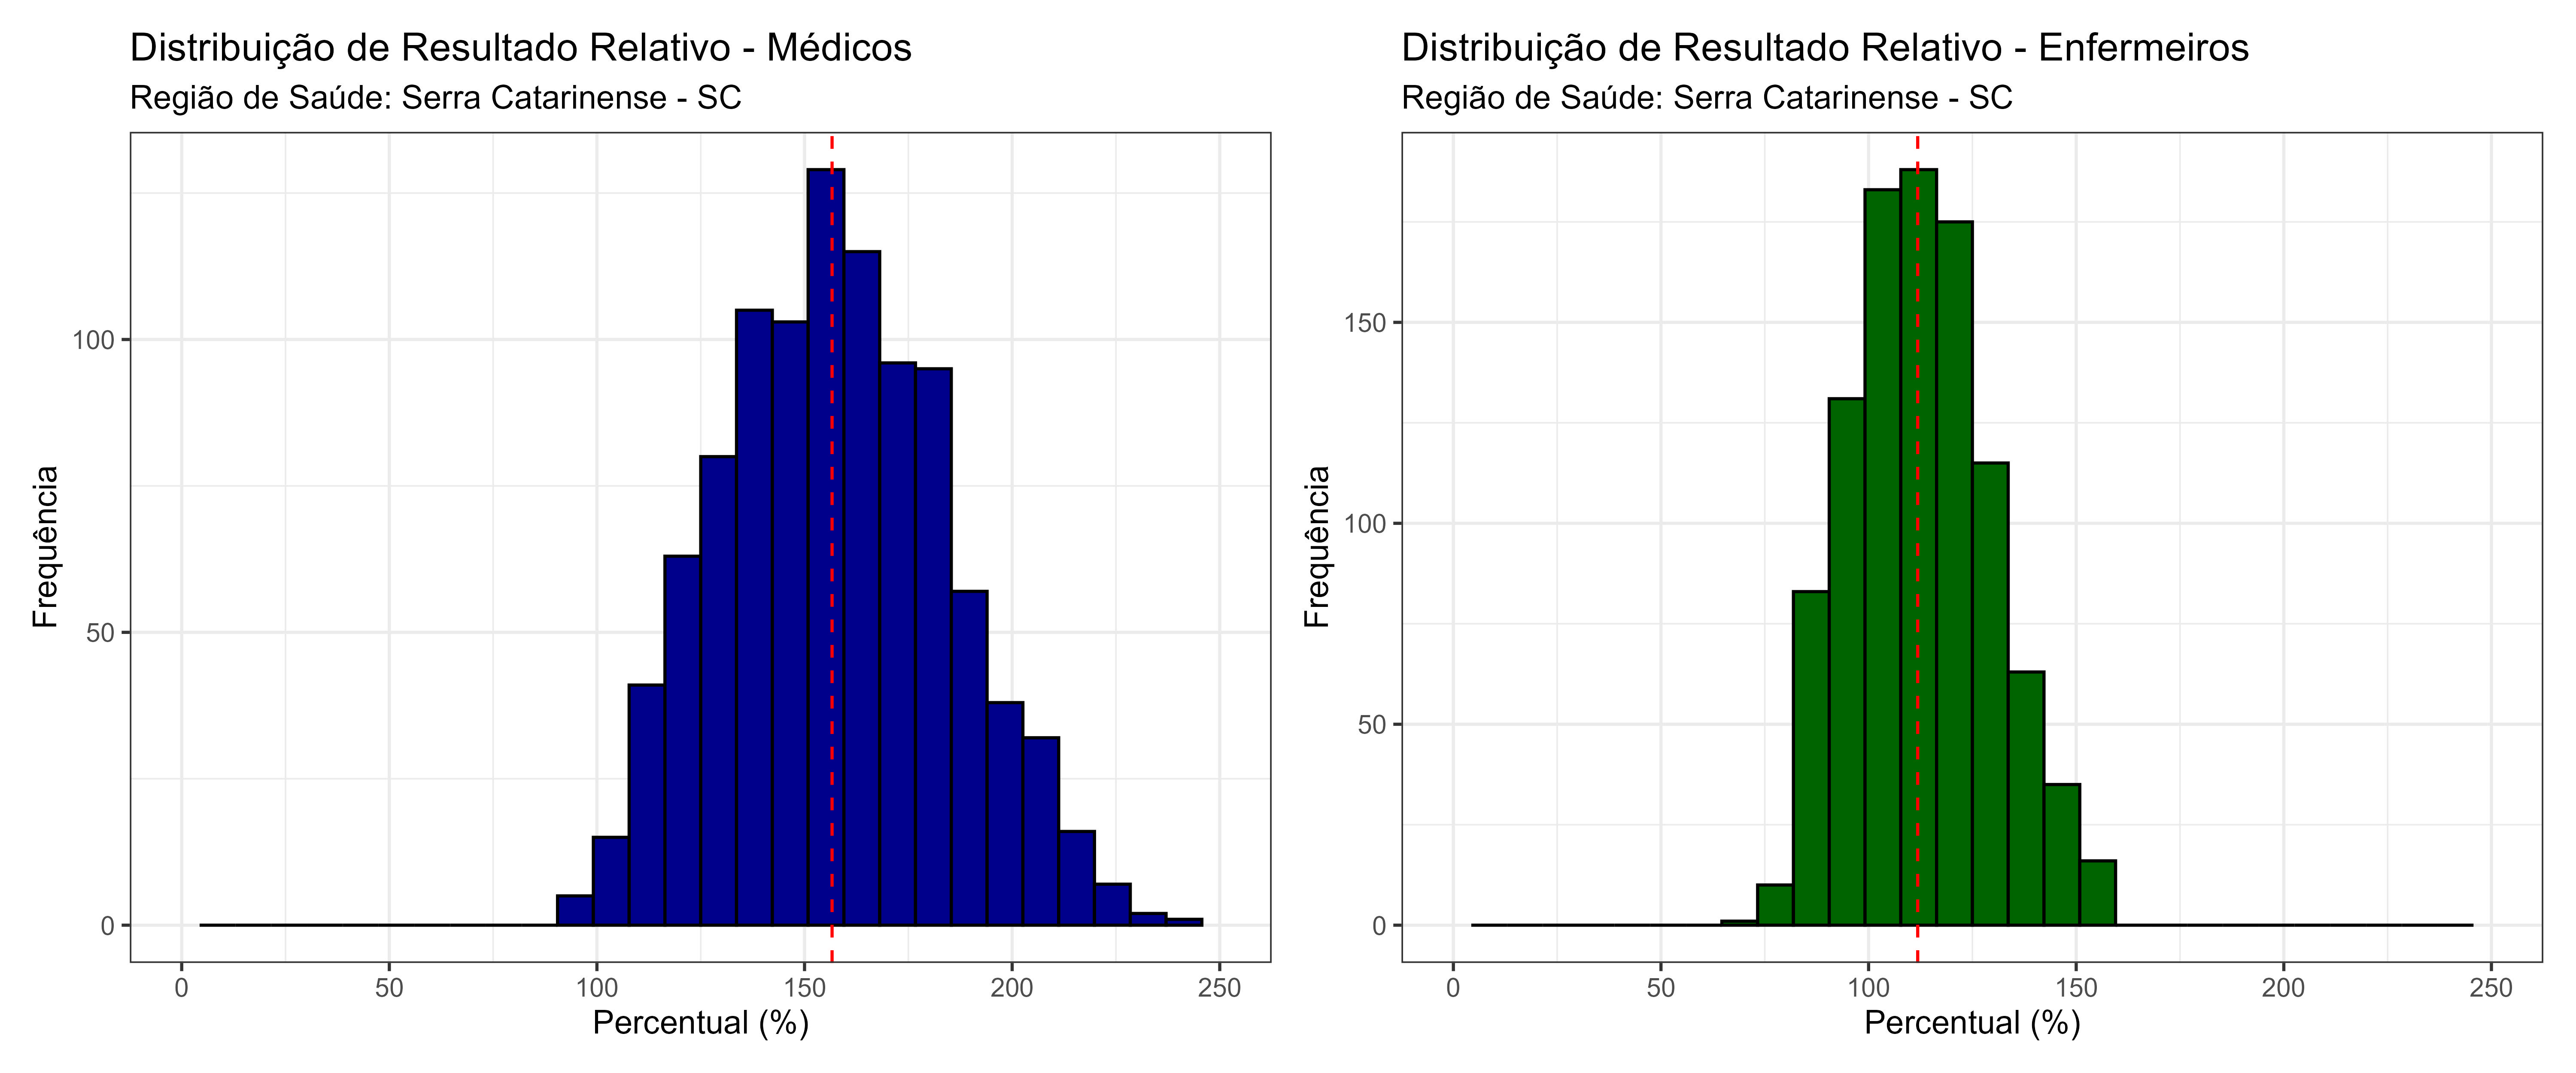 Distribuição de Resultado Relativo - Médicos
Região de Saúde: Serra Catarinense - SC
Frequência
100
50
0
0 50 100 150 200 250
Percentual (%)
Distribuição de Resultado Relativo - Enfermeiros
Região de Saúde: Serra Catarinense - SC
Frequência
150
100
50
0
0 50 100 150 200 250
Percentual (%)